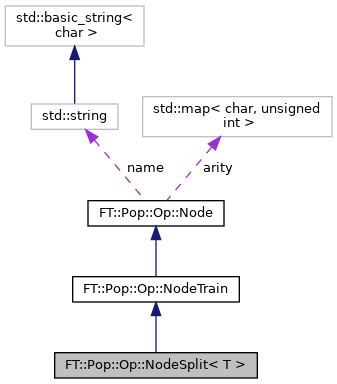 std::basic_string<
char >
std::string
std::map< char, unsigned
int >
name
arity
FT::Pop::Op::Node
FT::Pop::Op::NodeTrain
FT::Pop::Op::NodeSplit< T >